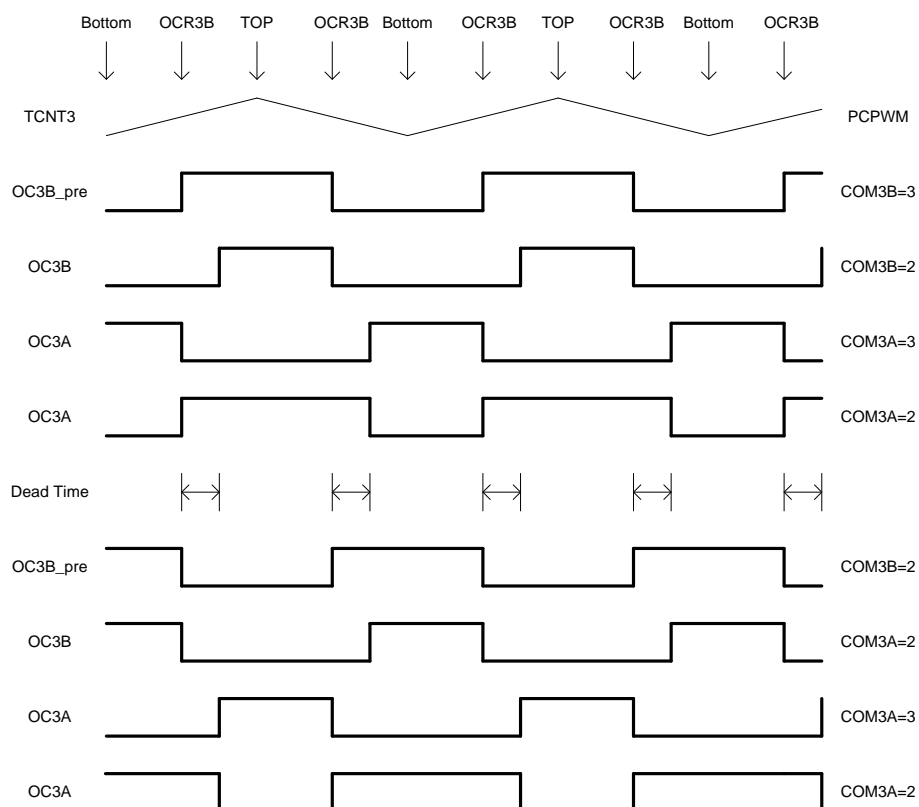 Bottom OCR3B TOP OCR3B Bottom OCR3B TOP OCR3B Bottom OCR3B
TCNT3 PCPWM
OC3B_pre COM3B=3
OC3B COM3B=2
OC3A COM3A=3
OC3A COM3A=2
Dead Time
OC3B_pre COM3B=2
OC3B COM3A=2
OC3A COM3A=3
OC3A COM3A=2